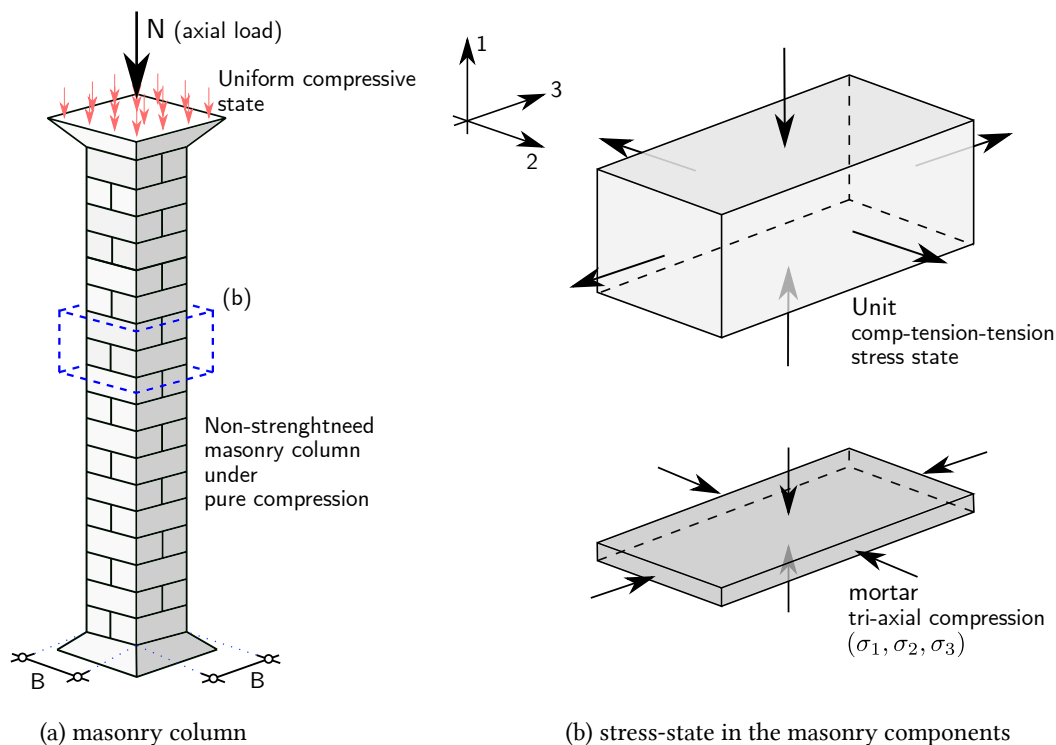 N (axial load)
Uniform compressive
state
(b)
Non-strenghtneed
masonry column
under
pure compression
B
B
(a) masonry column
1
3
2
Unit
comp-tension-tension
stress state
mortar
tri-axial compression
(σ₁, σ₂, σ₃)
(b) stress-state in the masonry components